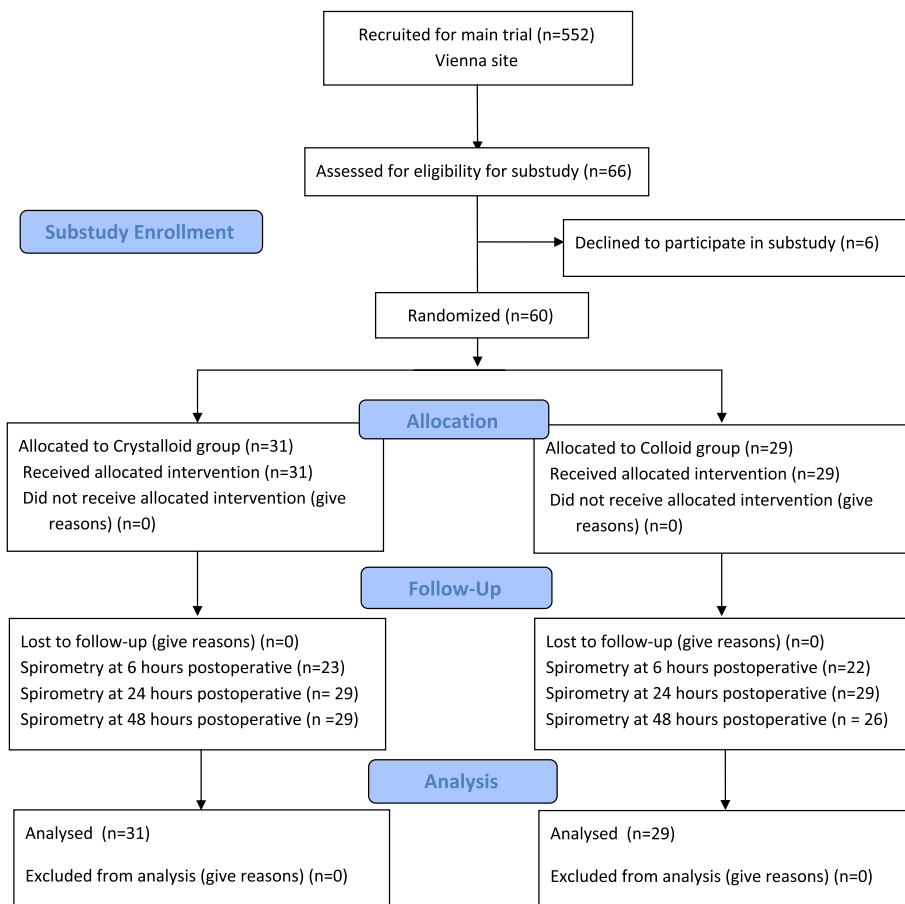 Recruited for main trial (n=552)
Vienna site
Assessed for eligibility for substudy (n=66)
Substudy Enrollment
Declined to participate in substudy (n=6)
Randomized (n=60)
Allocation
Allocated to Crystalloid group (n=31)
Received allocated intervention (n=31)
Did not receive allocated intervention (give
reasons) (n=0)
Allocated to Colloid group (n=29)
Received allocated intervention (n=29)
Did not receive allocated intervention (give
reasons) (n=0)
Follow-Up
Lost to follow-up (give reasons) (n=0)
Spirometry at 6 hours postoperative (n=23)
Spirometry at 24 hours postoperative (n= 29)
Spirometry at 48 hours postoperative (n =29)
Lost to follow-up (give reasons) (n=0)
Spirometry at 6 hours postoperative (n=22)
Spirometry at 24 hours postoperative (n=29)
Spirometry at 48 hours postoperative (n = 26)
Analysis
Analysed (n=31)
Excluded from analysis (give reasons) (n=0)
Analysed (n=29)
Excluded from analysis (give reasons) (n=0)